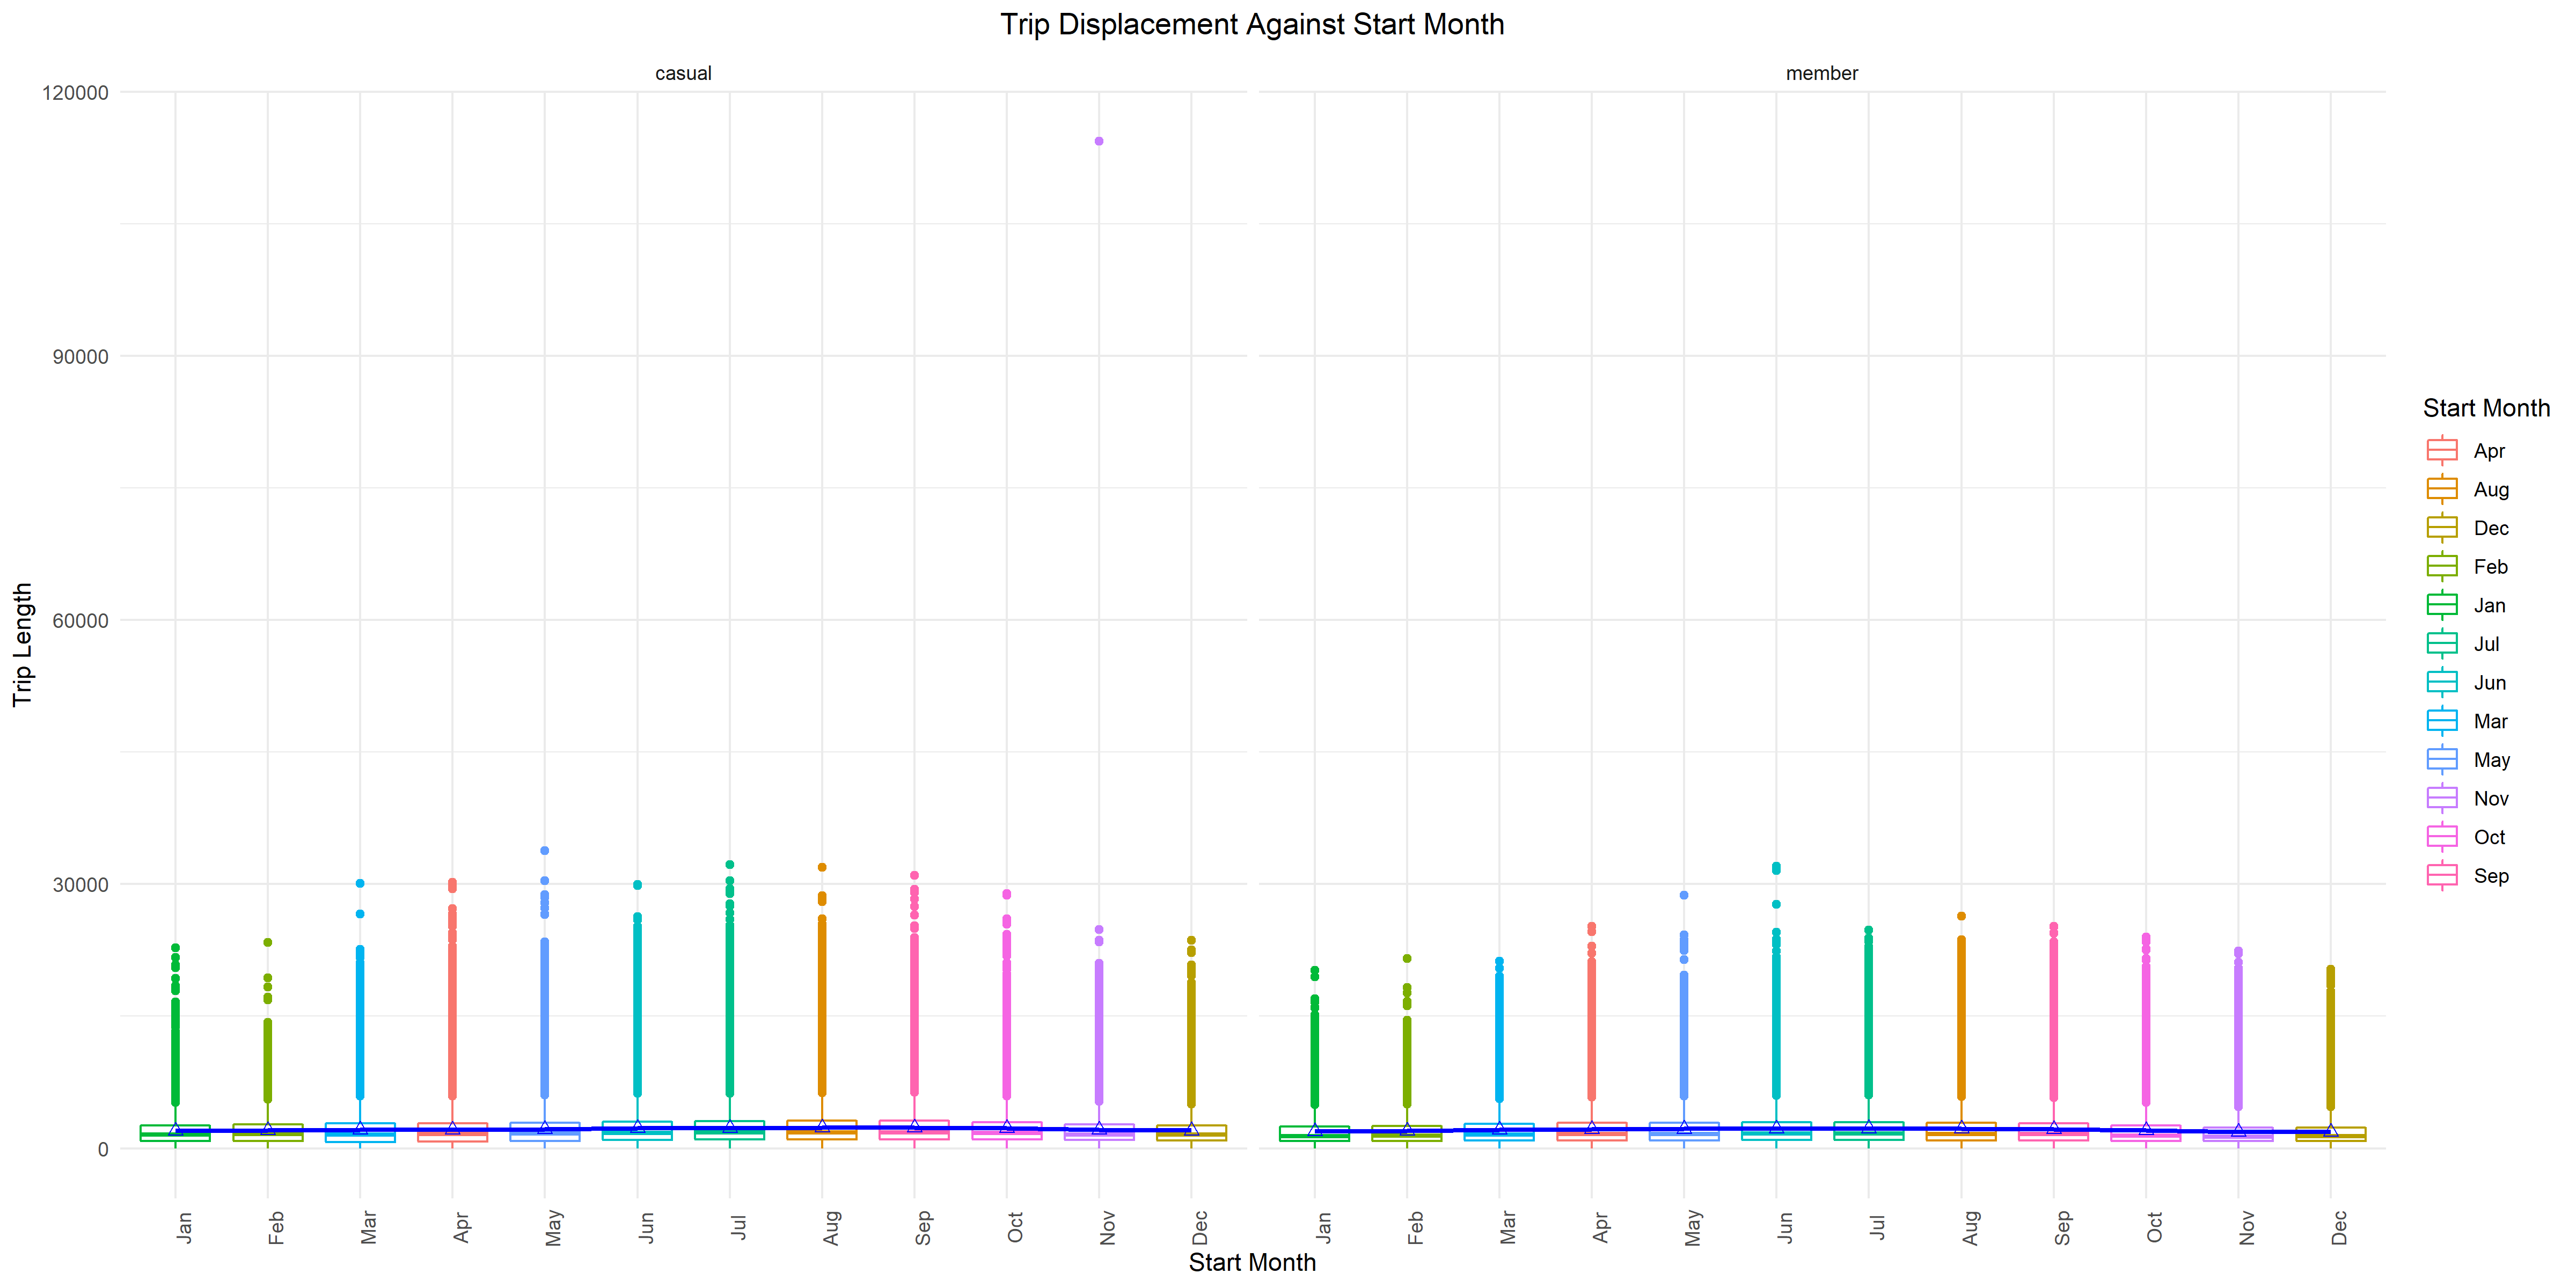 Trip Displacement Against Start Month
casual
member
120000
90000
60000
30000
0
Trip Length
Jan
Feb
Mar
Apr
May
Jun
Jul
Aug
Sep
Oct
Nov
Dec
Jan
Feb
Mar
Apr
May
Jun
Jul
Aug
Sep
Oct
Nov
Dec
Start Month
Start Month
Apr
Aug
Dec
Feb
Jan
Jul
Jun
Mar
May
Nov
Oct
Sep